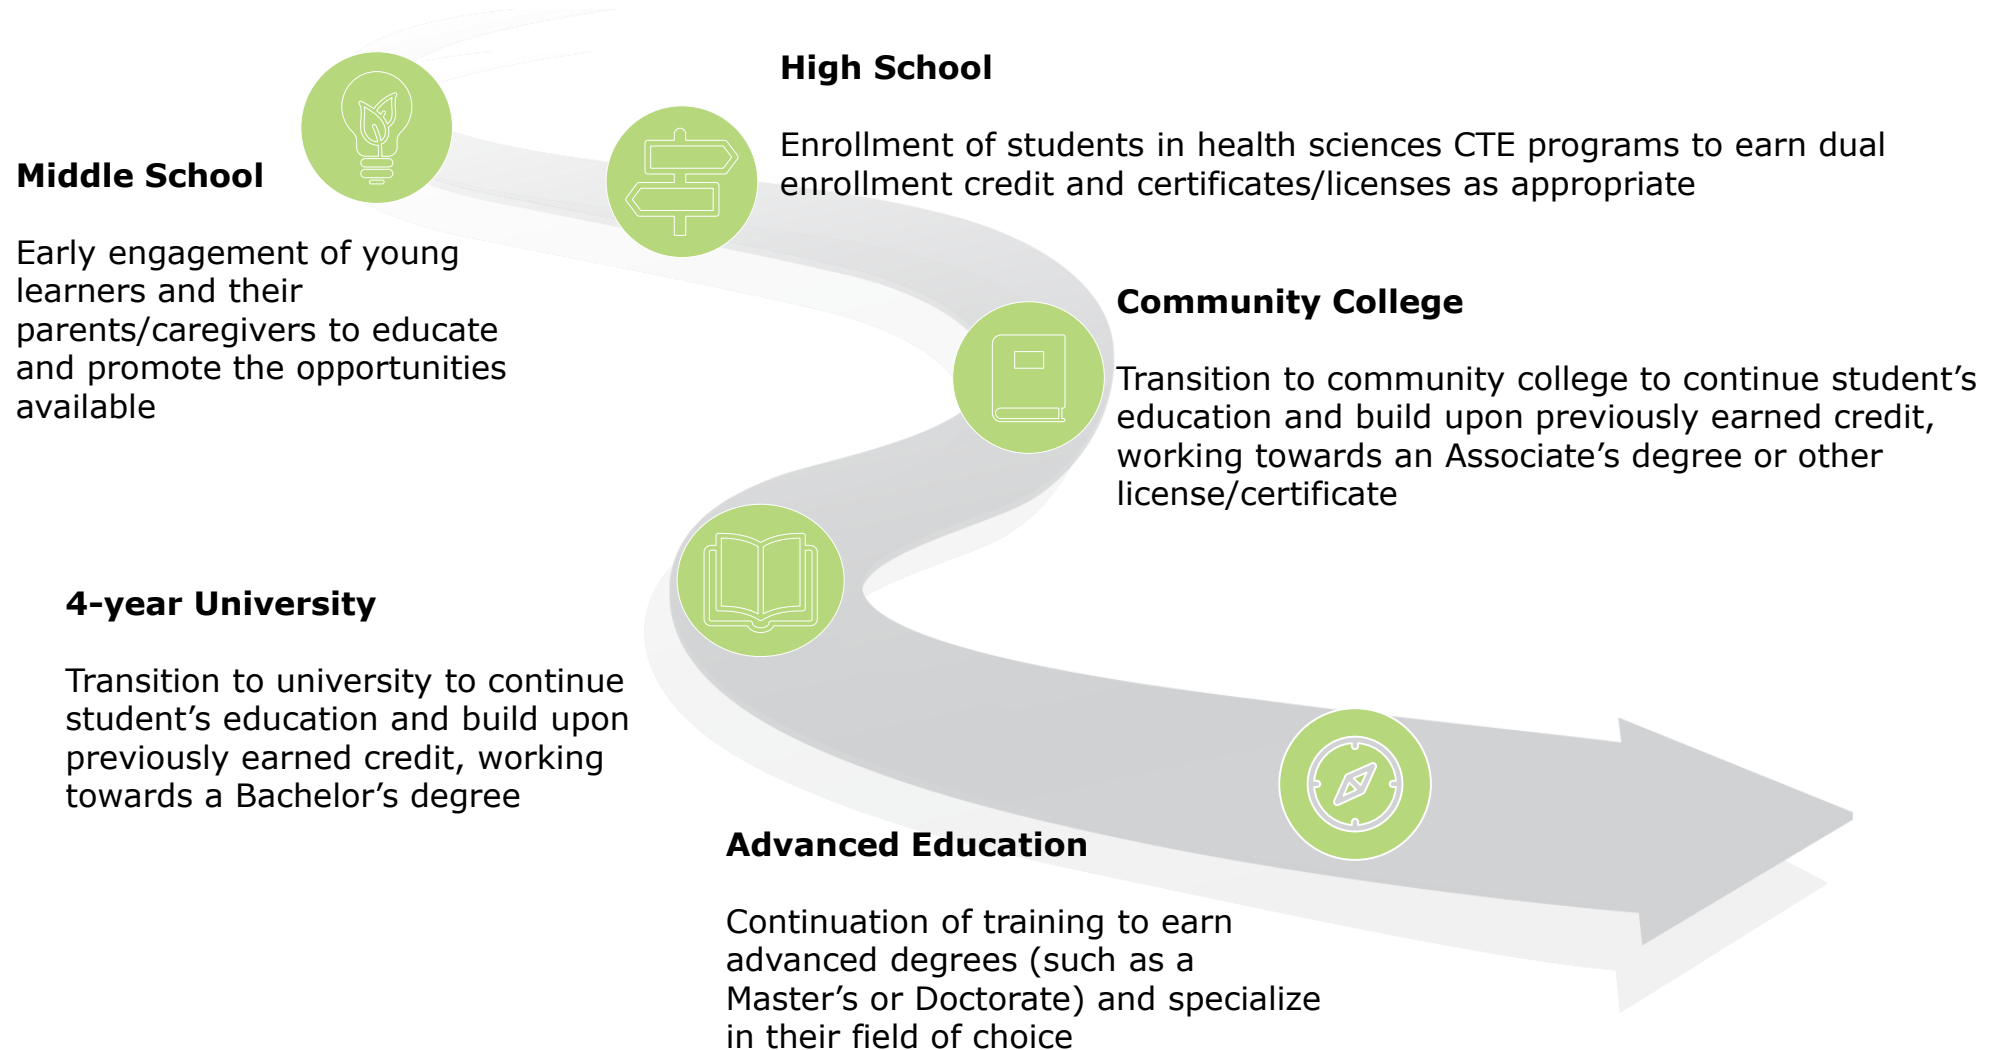 Middle School
Early engagement of young
learners and their
parents/caregivers to educate
and promote the opportunities
available
High School
Enrollment of students in health sciences CTE programs to earn dual
enrollment credit and certificates/licenses as appropriate
Community College
Transition to community college to continue student’s
education and build upon previously earned credit,
working towards an Associate’s degree or other
license/certificate
4-year University
Transition to university to continue
student’s education and build upon
previously earned credit, working
towards a Bachelor’s degree
Advanced Education
Continuation of training to earn
advanced degrees (such as a
Master’s or Doctorate) and specialize
in their field of choice